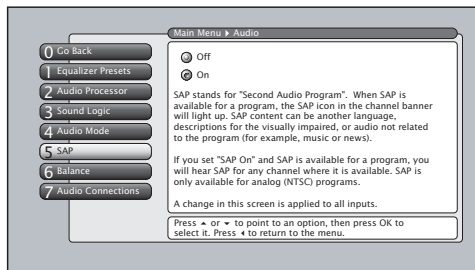 Main Menu ▸ Audio
0 Go Back
1 Equalizer Presets
2 Audio Processor
3 Sound Logic
4 Audio Mode
5 SAP
6 Balance
7 Audio Connections
Off
On
SAP stands for "Second Audio Program". When SAP is
available for a program, the SAP icon in the channel banner
will light up. SAP content can be another language,
descriptions for the visually impaired, or audio not related
to the program (for example, music or news).
If you set "SAP On" and SAP is available for a program, you
will hear SAP for any channel where it is available. SAP is
only available for analog (NTSC) programs.
A change in this screen is applied to all inputs.
Press ▴ or ▾ to point to an option, then press OK to
select it. Press ◂ to return to the menu.